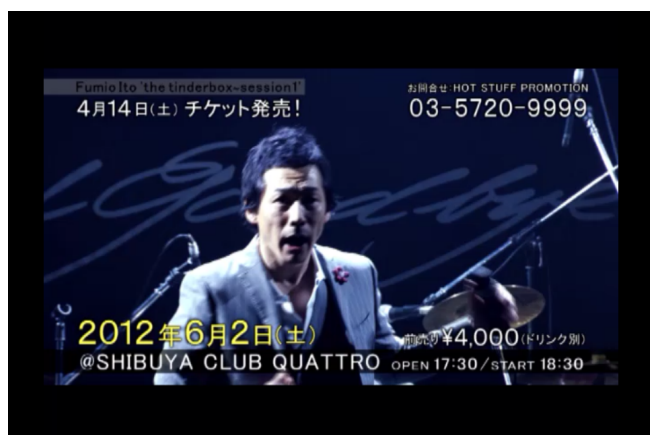 Fumio Ito 'the tinderbox~session1'
4月14日(土) チケット発売！
お問合せ:HOT STUFF PROMOTION
03-5720-9999
Goodbye
2012年6月2日(土)
@SHIBUYA CLUB QUATTRO
前売り¥4,000(ドリンク別)
OPEN 17:30/START 18:30